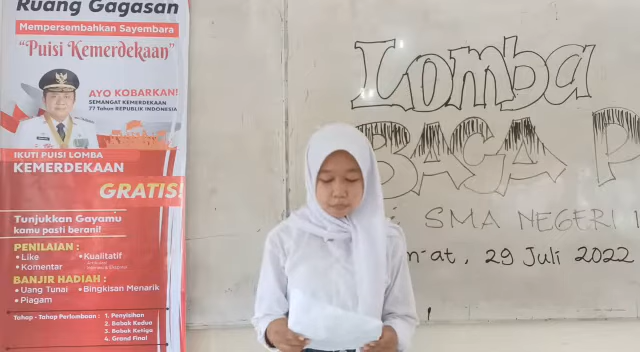 Ruang Gagasan
Mempersembahkan Sayembara
"Puisi Kemerdekaan"
AYO KOBARKAN!
SEMANGAT KEMERDEKAAN
77 Tahun REPUBLIK INDONESIA
IKUTI PUISI LOMBA
KEMERDEKAAN
GRATIS!
Tunjukkan Gayamu
kamu pasti berani!
PENILAIAN :
• Like
• Kualitatif
• Komentar
BANJIR HADIAH :
• Uang Tunai
• Bingkisan Menarik
• Piagam
Tahap - Tahap Perlombaan : 1. Penyisihan
2. Babak Kedua
3. Babak Ketiga
4. Grand Final
Lomba
BACA P
: SMA NEGERI 1
m-at, 29 Juli 2022